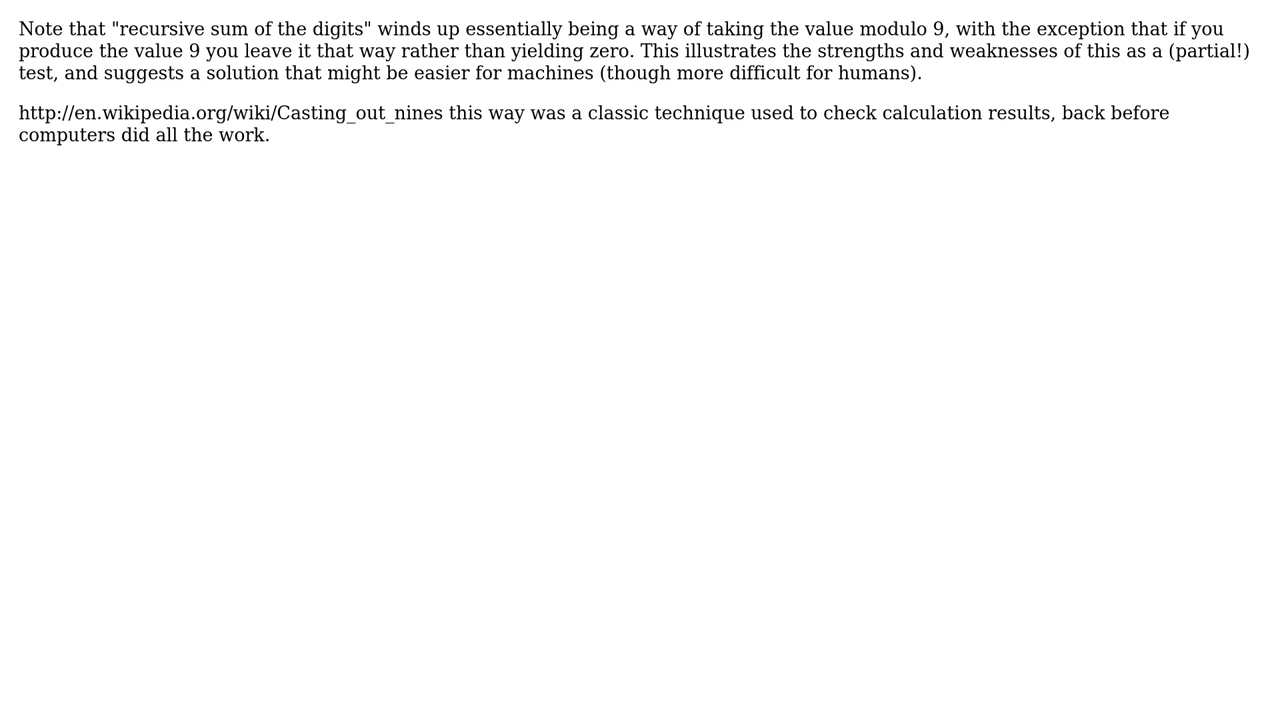 Note that "recursive sum of the digits" winds up essentially being a way of taking the value modulo 9, with the exception that if you
produce the value 9 you leave it that way rather than yielding zero. This illustrates the strengths and weaknesses of this as a (partial!)
test, and suggests a solution that might be easier for machines (though more difficult for humans).
http://en.wikipedia.org/wiki/Casting_out_nines this way was a classic technique used to check calculation results, back before
computers did all the work.